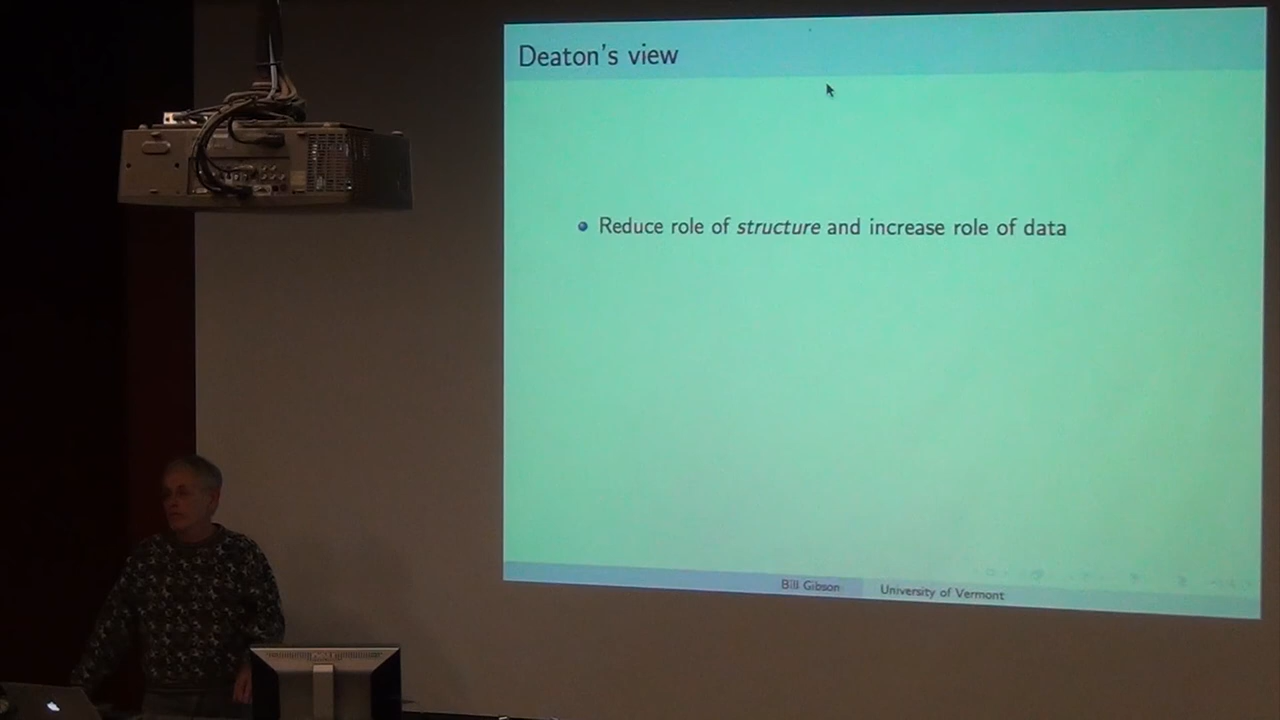 Deaton's view
Reduce role of structure and increase role of data
Bill Gibson
University of Vermont